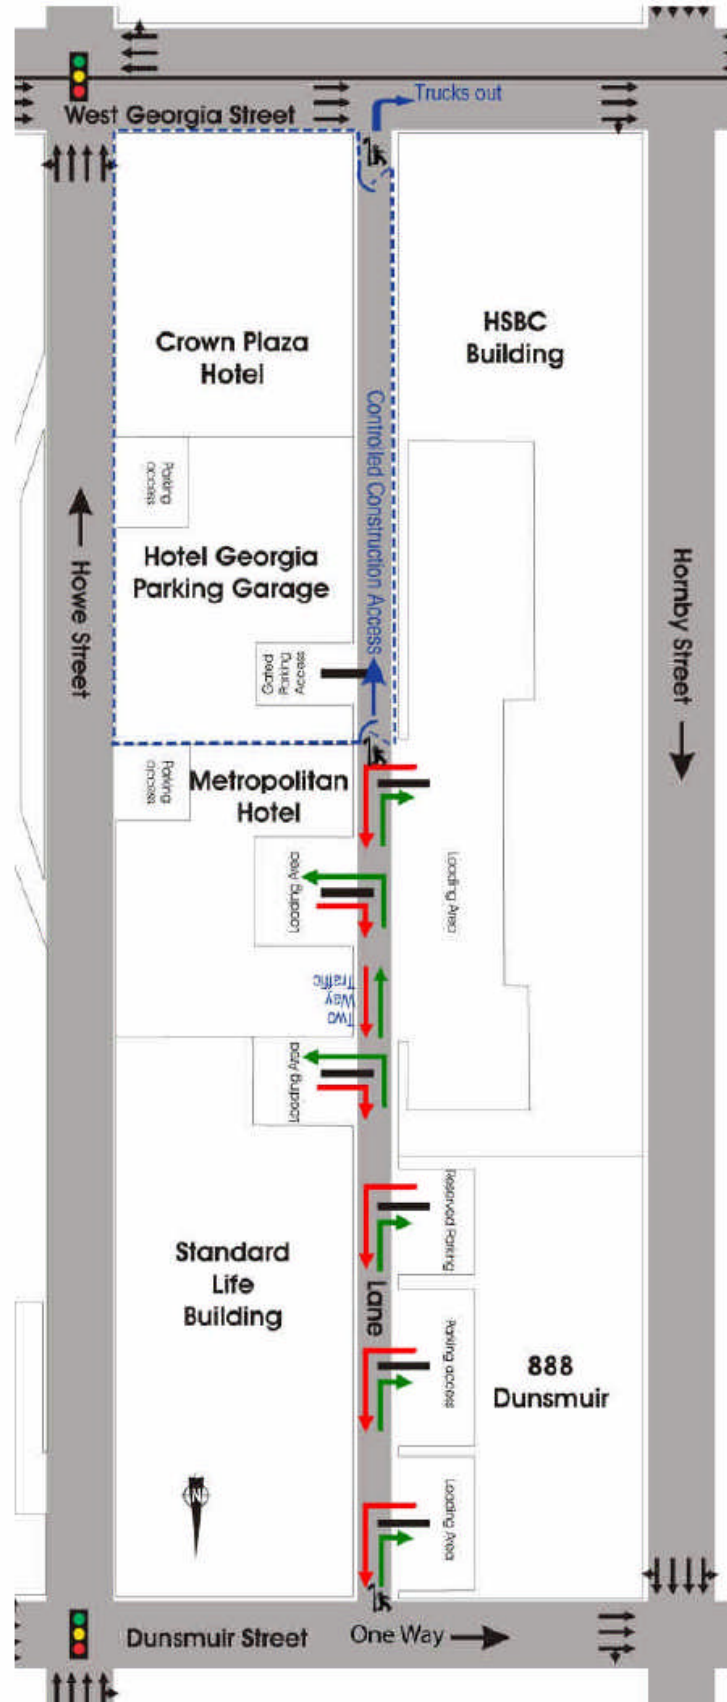 Trucks out
West Georgia Street
Crown Plaza
Hotel
HSBC
Building
Controlled Construction Access
Parking
access
Hotel Georgia
Parking Garage
Howe Street
Hornby Street
Access
Parking
Gated
Parking
access
Metropolitan
Hotel
Loading Area
Loading
Area
Two
Way
Traffic
Loading Area
Reserved Parking
Standard
Life
Building
Lane
Parking access
888
Dunsmuir
Loading Area
N
Dunsmuir Street
One Way